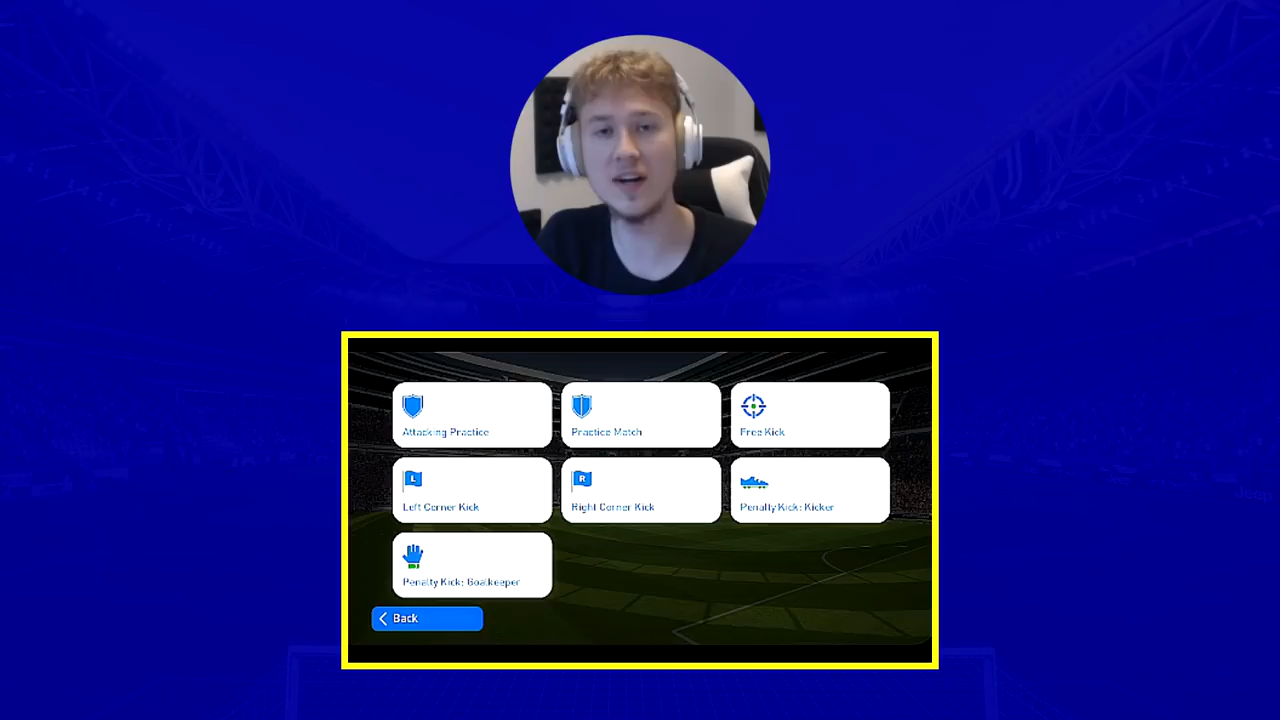 Attacking Practice
Practice Match
Free Kick
L
Left Corner Kick
R
Right Corner Kick
Penalty Kick: Kicker
Penalty Kick: Goalkeeper
Back
Jeep